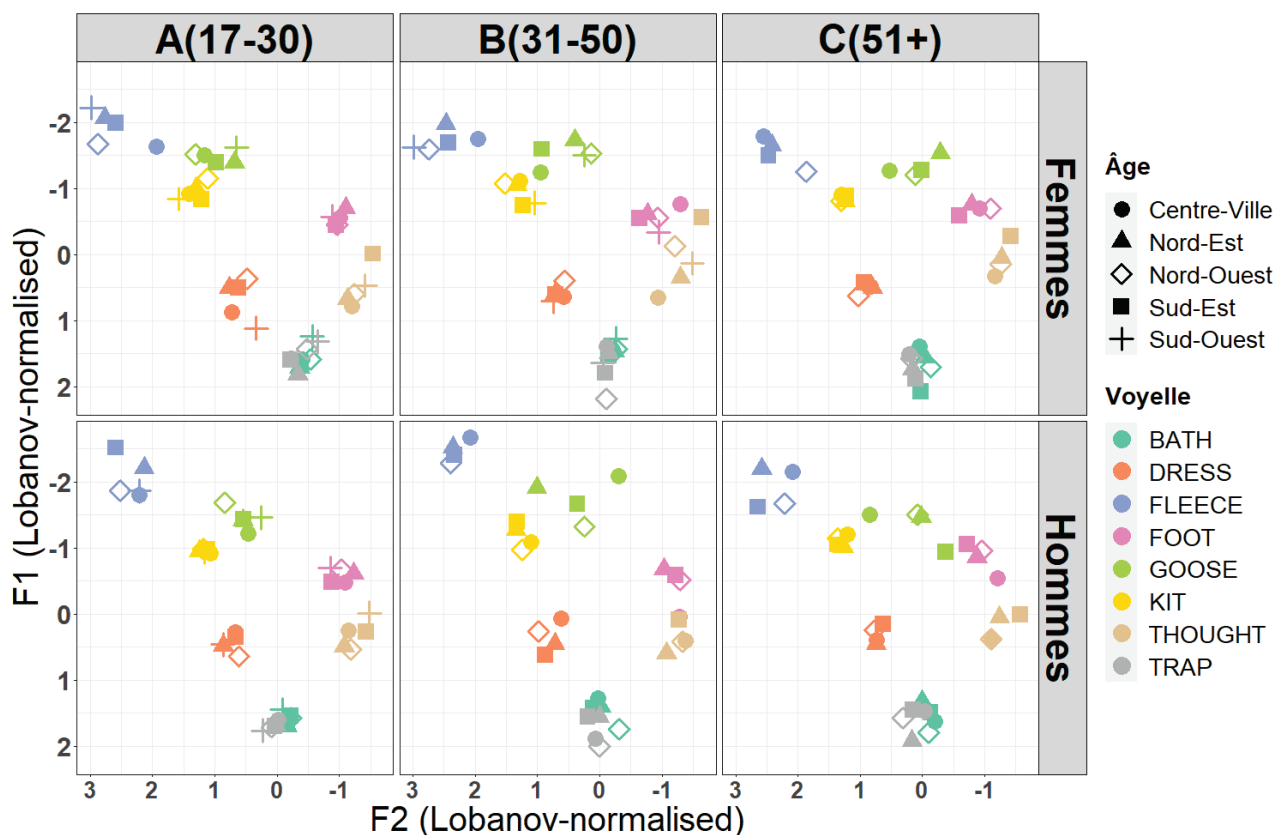 A(17-30) B(31-50) C(51+)
Femmes
Hommes
-2
-1
0
1
2
-2
-1
0
1
2
3 2 1 0 -1 3 2 1 0 -1 3 2 1 0 -1
F1 (Lobanov-normalised)
F2 (Lobanov-normalised)
Âge
Centre-Ville
Nord-Est
Nord-Ouest
Sud-Est
Sud-Ouest
Voyelle
BATH
DRESS
FLEECE
FOOT
GOOSE
KIT
THOUGHT
TRAP